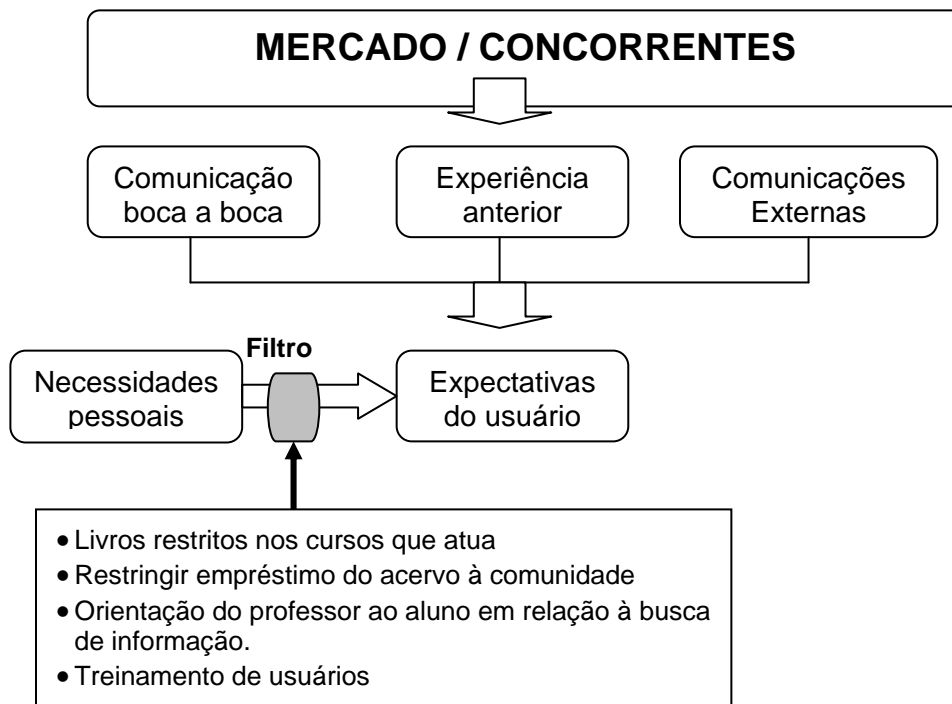 MERCADO / CONCORRENTES
Comunicação
boca a boca
Experiência
anterior
Comunicações
Externas
Filtro
Necessidades
pessoais
Expectativas
do usuário
• Livros restritos nos cursos que atua
• Restringir empréstimo do acervo à comunidade
• Orientação do professor ao aluno em relação à busca
de informação.
• Treinamento de usuários